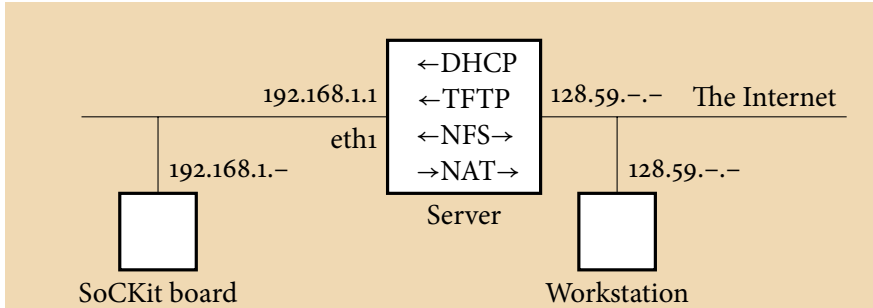 ←DHCP
192.168.1.1
←TFTP
128.59.–.–
The Internet
eth1
←NFS→
192.168.1.–
→NAT→
128.59.–.–
Server
SoCKit board
Workstation